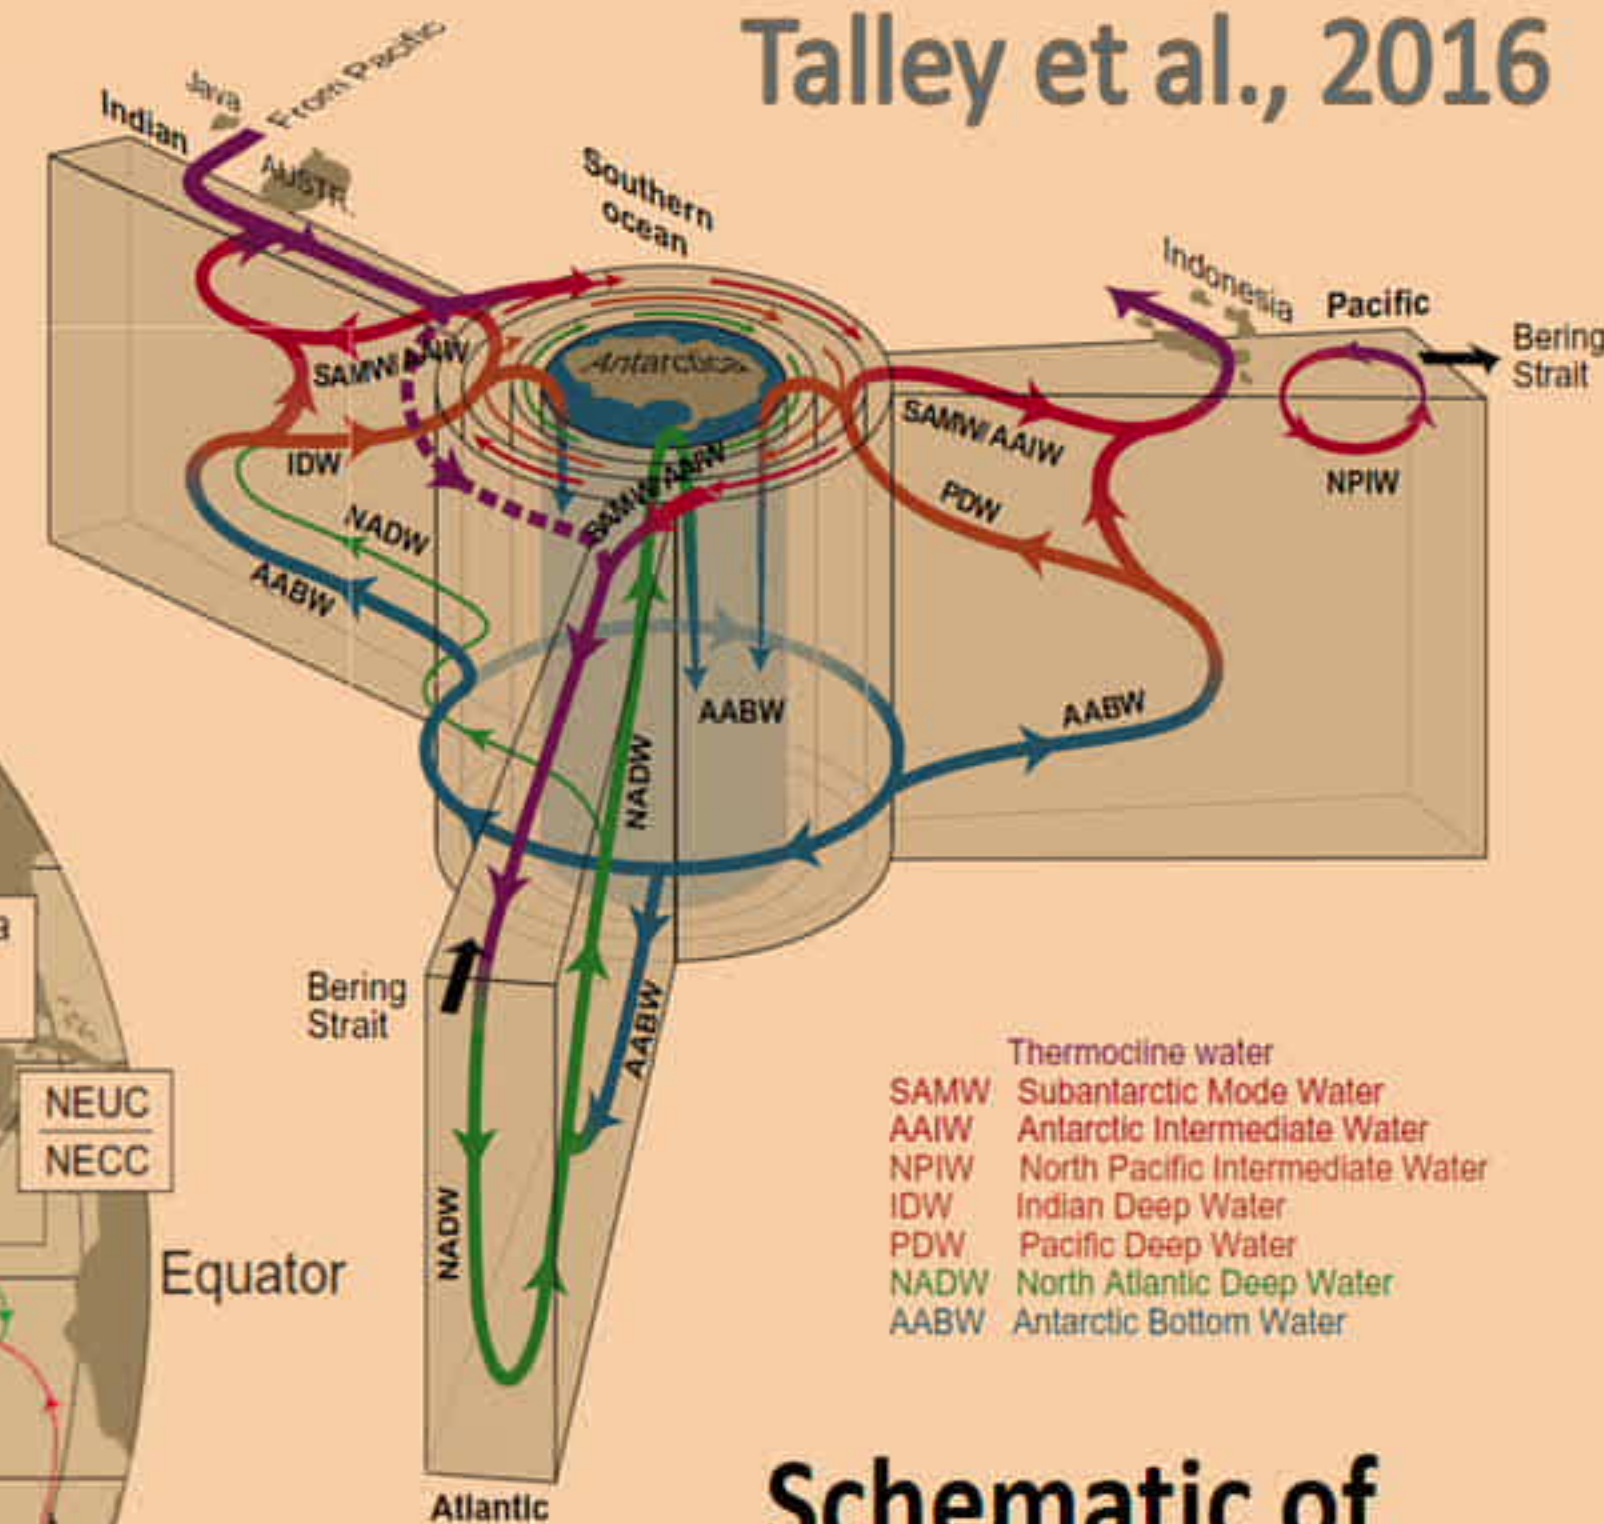 Talley et al., 2016
Java
From Pacific
Indian
AUSTR.
Southern
ocean
Indonesia
Pacific
Bering
Strait
Antarctica
SAMW/AAIW
SAMW/AAIW
IDW
SAMW/AAIW
NPIW
PDW
NADW
AABW
AABW
AABW
NADW
Bering
Strait
AABW
NADW
Atlantic
a
NEUC
NECC
Equator
Thermocline water
SAMW Subantarctic Mode Water
AAIW Antarctic Intermediate Water
NPIW North Pacific Intermediate Water
IDW Indian Deep Water
PDW Pacific Deep Water
NADW North Atlantic Deep Water
AABW Antarctic Bottom Water
Schematic of